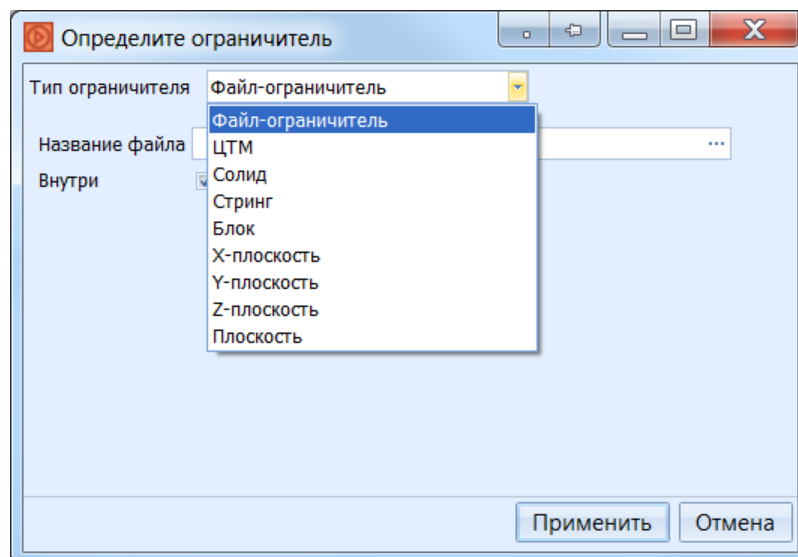 Определите ограничитель
Тип ограничителя Файл-ограничитель
Файл-ограничитель
Название файла ...
ЦТМ
Внутри
Солид
Стринг
Блок
X-плоскость
Y-плоскость
Z-плоскость
Плоскость
Применить Отмена